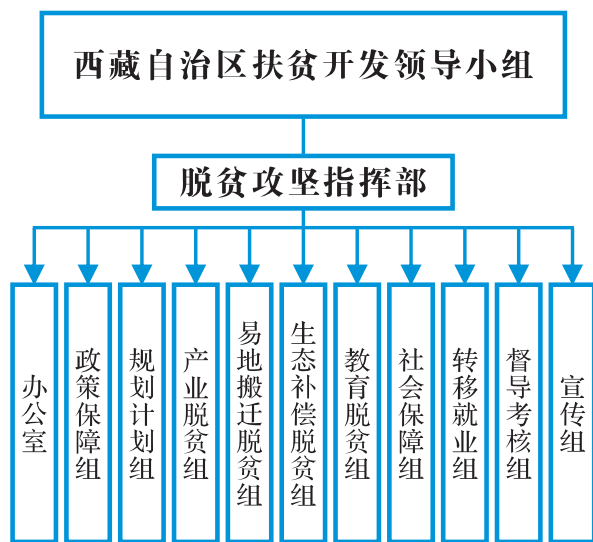 西藏自治区扶贫开发领导小组
脱贫攻坚指挥部
办公室
政策保障组
规划计划组
产业脱贫组
易地搬迁脱贫组
生态补偿脱贫组
教育脱贫组
社会保障组
转移就业组
督导考核组
宣传组